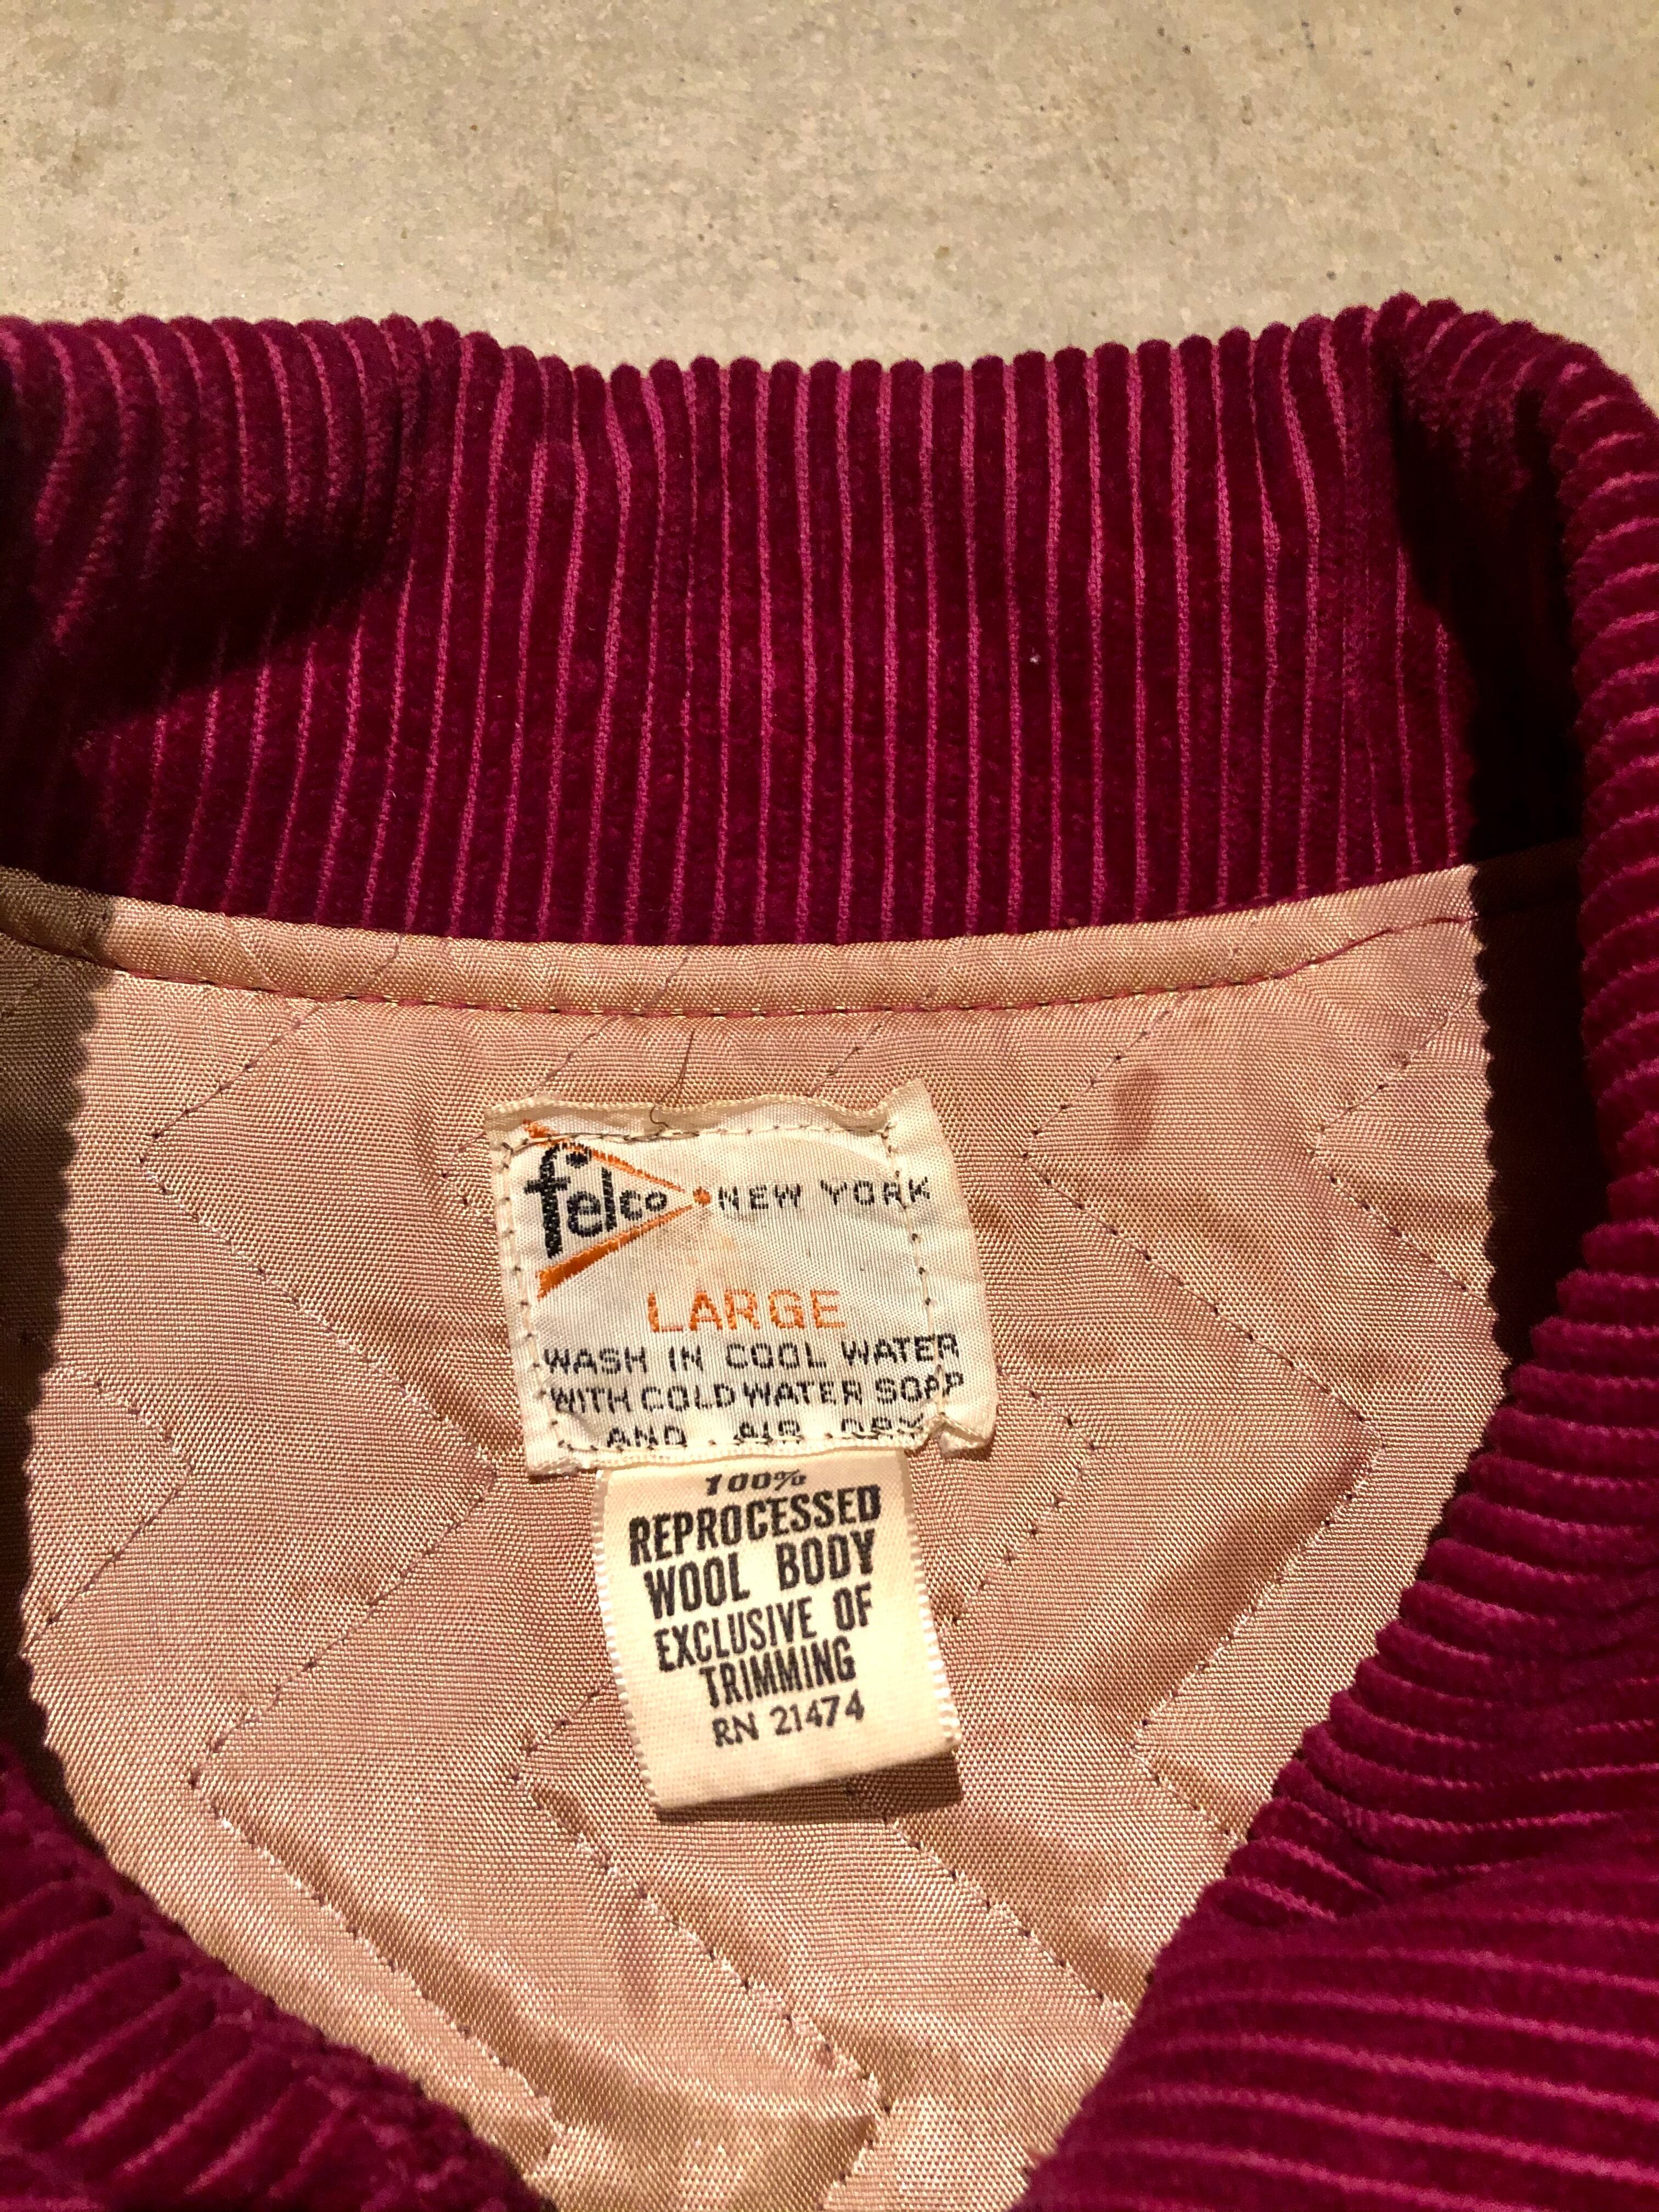 felco NEW YORK
LARGE
WASH IN COOL WATER
WITH COLD WATER SOAP
AND AIR DRY
100%
REPROCESSED
WOOL BODY
EXCLUSIVE OF
TRIMMING
RN 21474